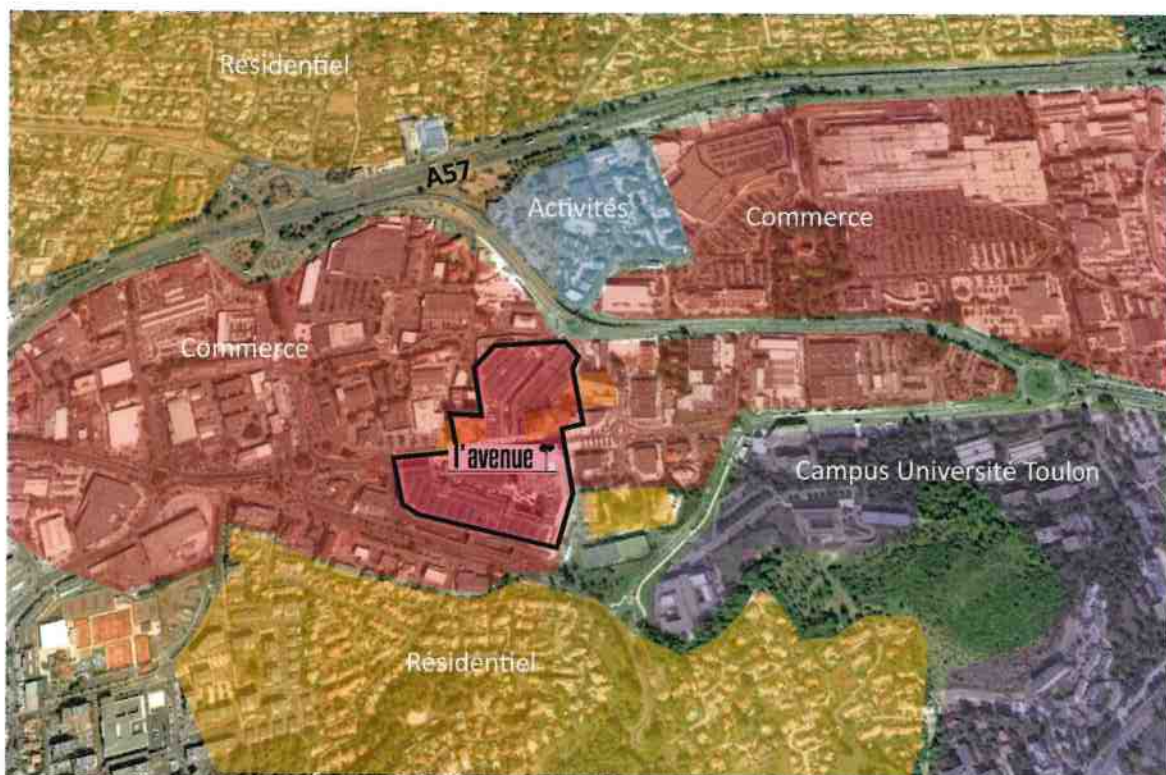 Résidentiel
A57
Activités
Commerce
Commerce
l'avenue
Campus Université Toulon
Résidentiel